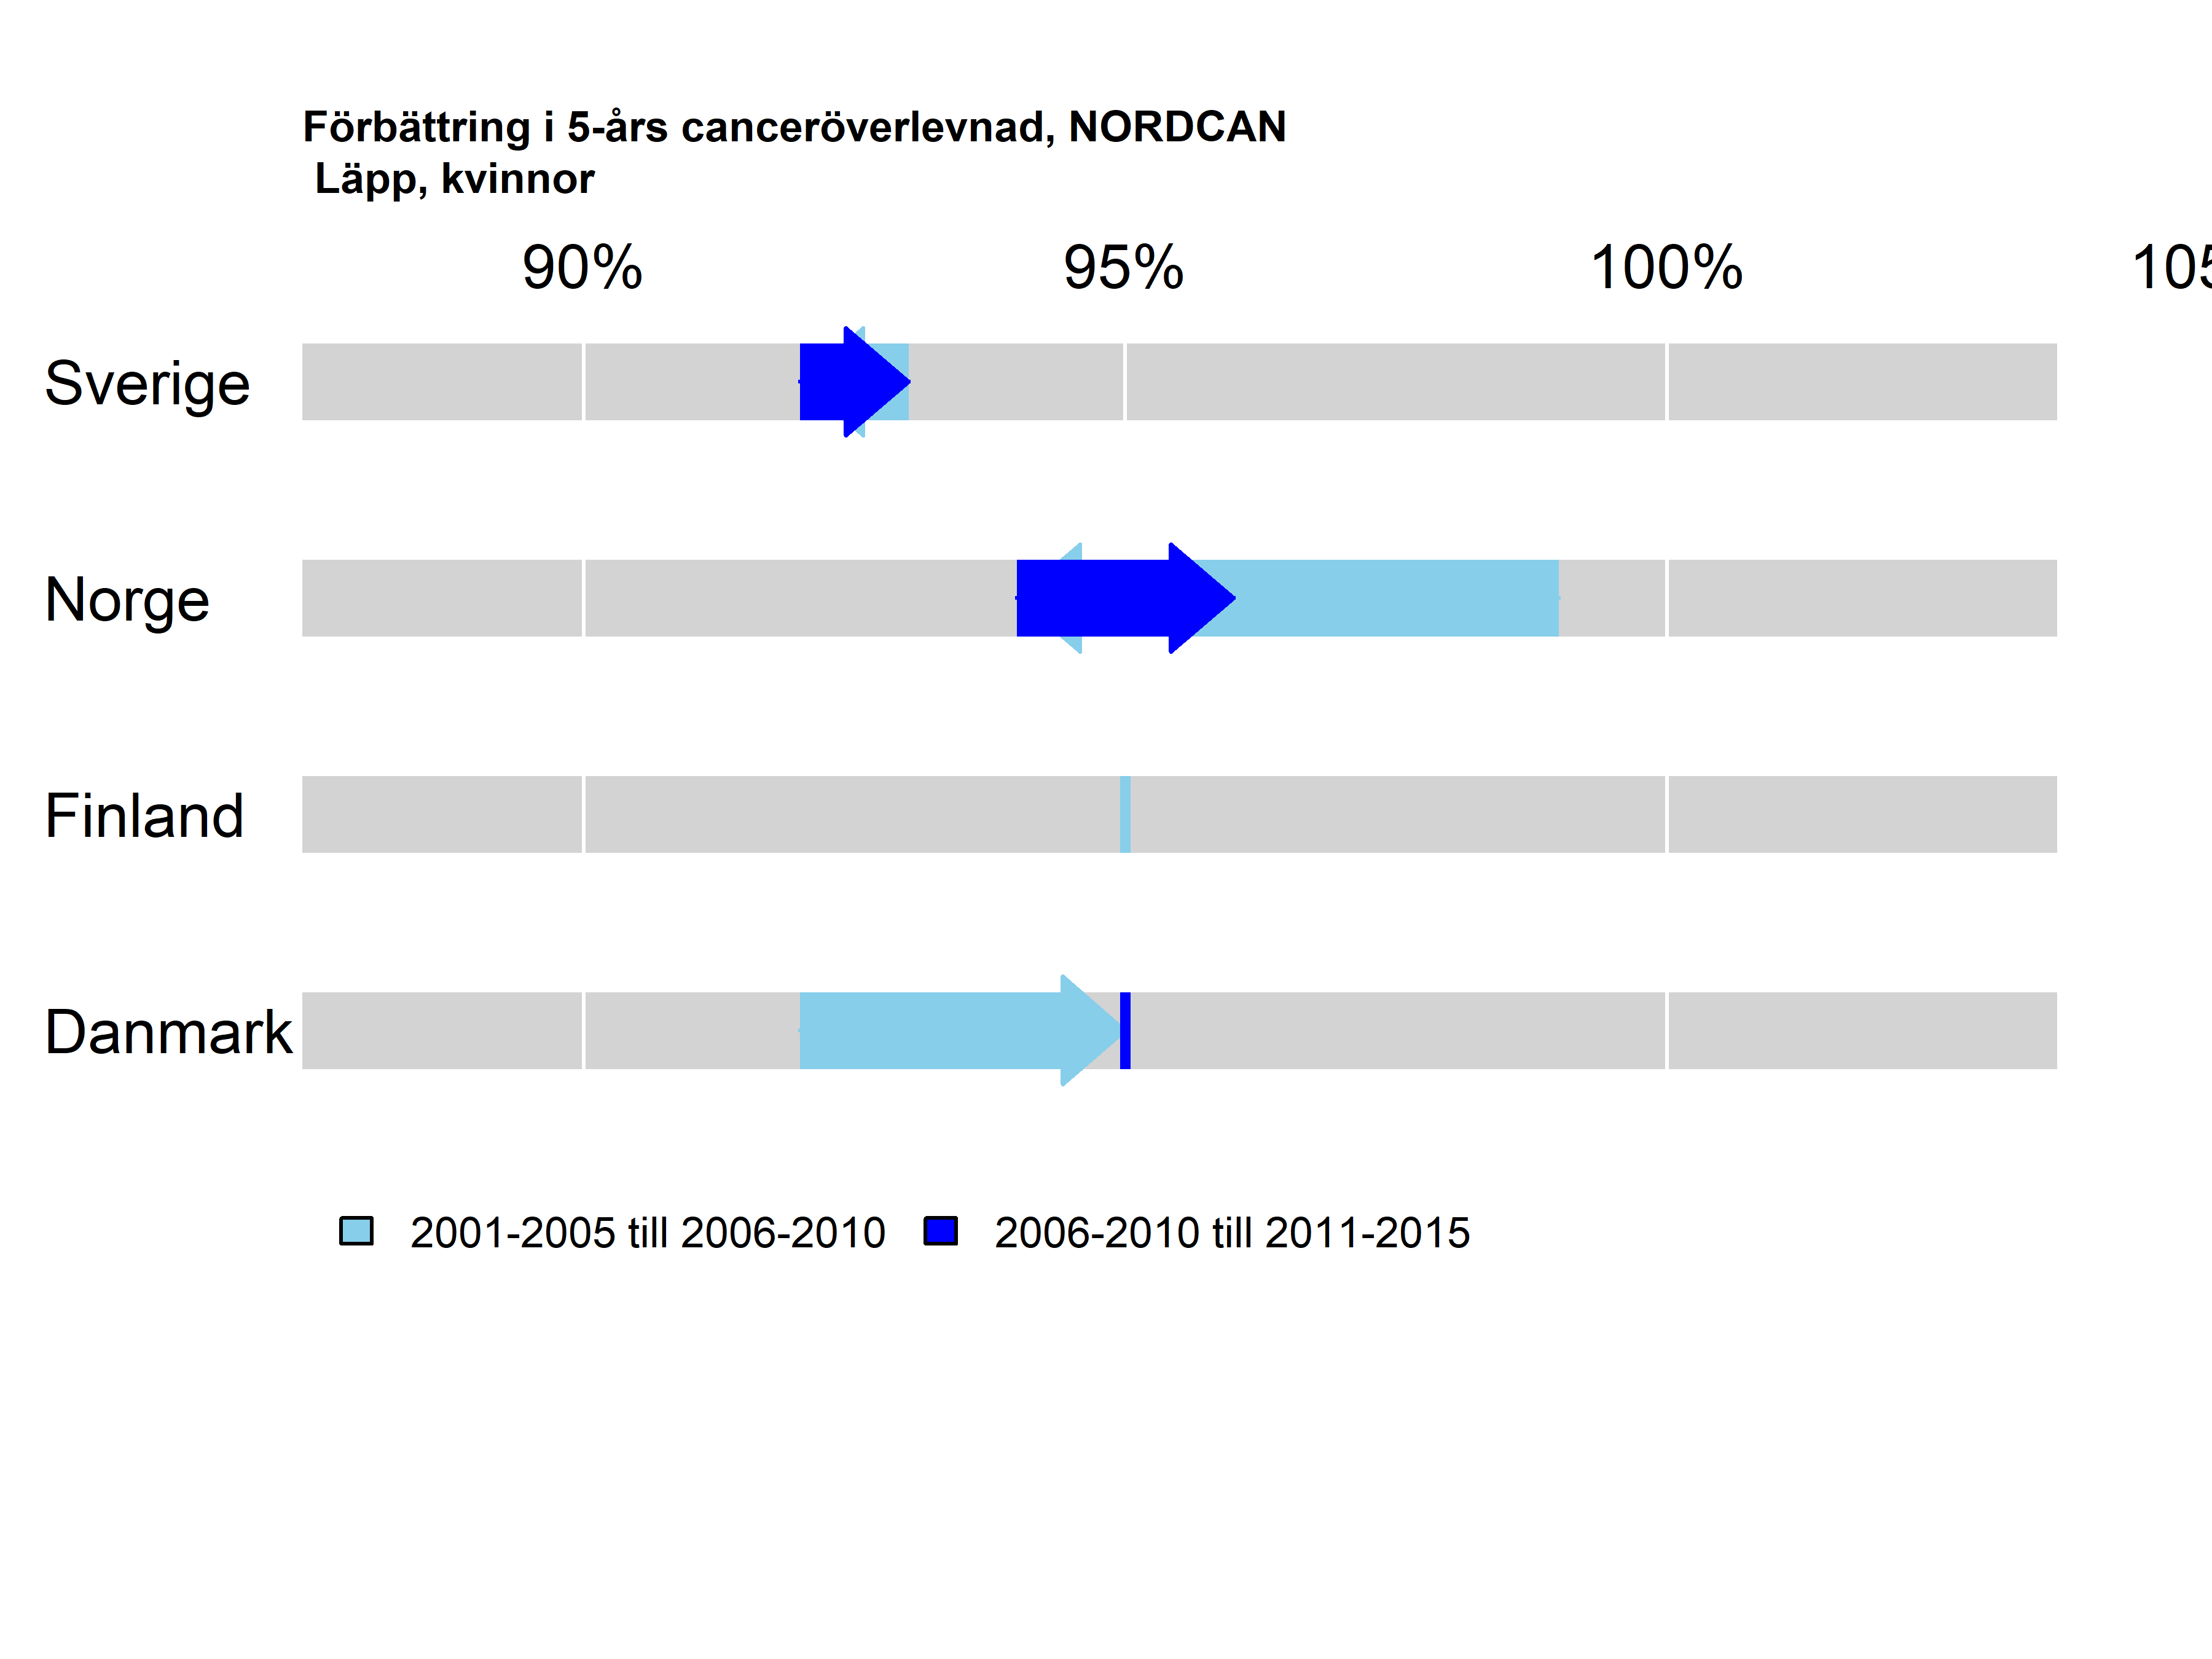 Förbättring i 5-års canceröverlevnad, NORDCAN
Läpp, kvinnor
90% 95% 100% 105
Sverige
Norge
Finland
Danmark
2001-2005 till 2006-2010 2006-2010 till 2011-2015